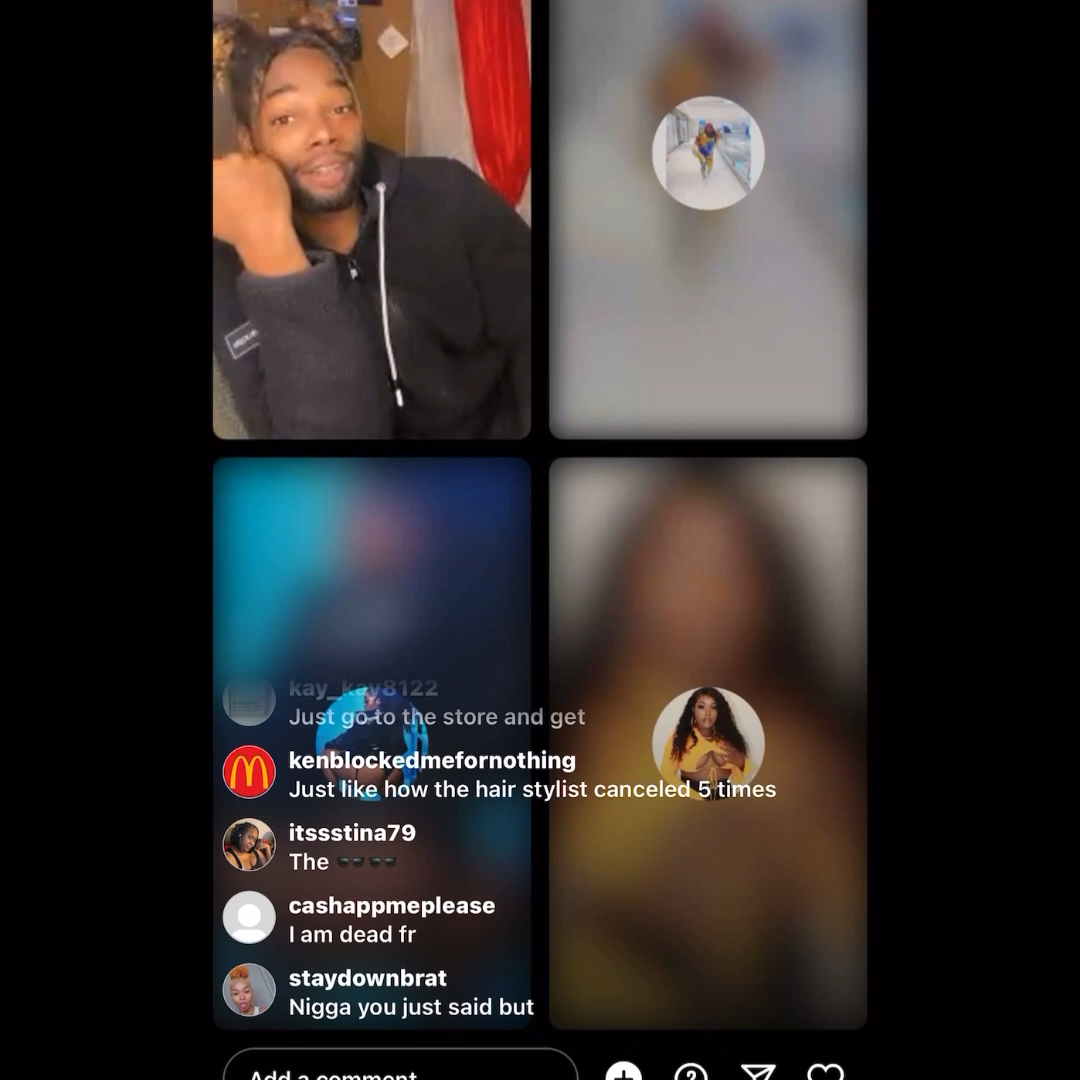 kay_kay8122
Just go to the store and get
kenblockedmefornothing
Just like how the hair stylist canceled 5 times
itssstina79
The 🕶️🕶️🕶️
cashappmeplease
I am dead fr
staydownbrat
Nigga you just said but
Add a comment